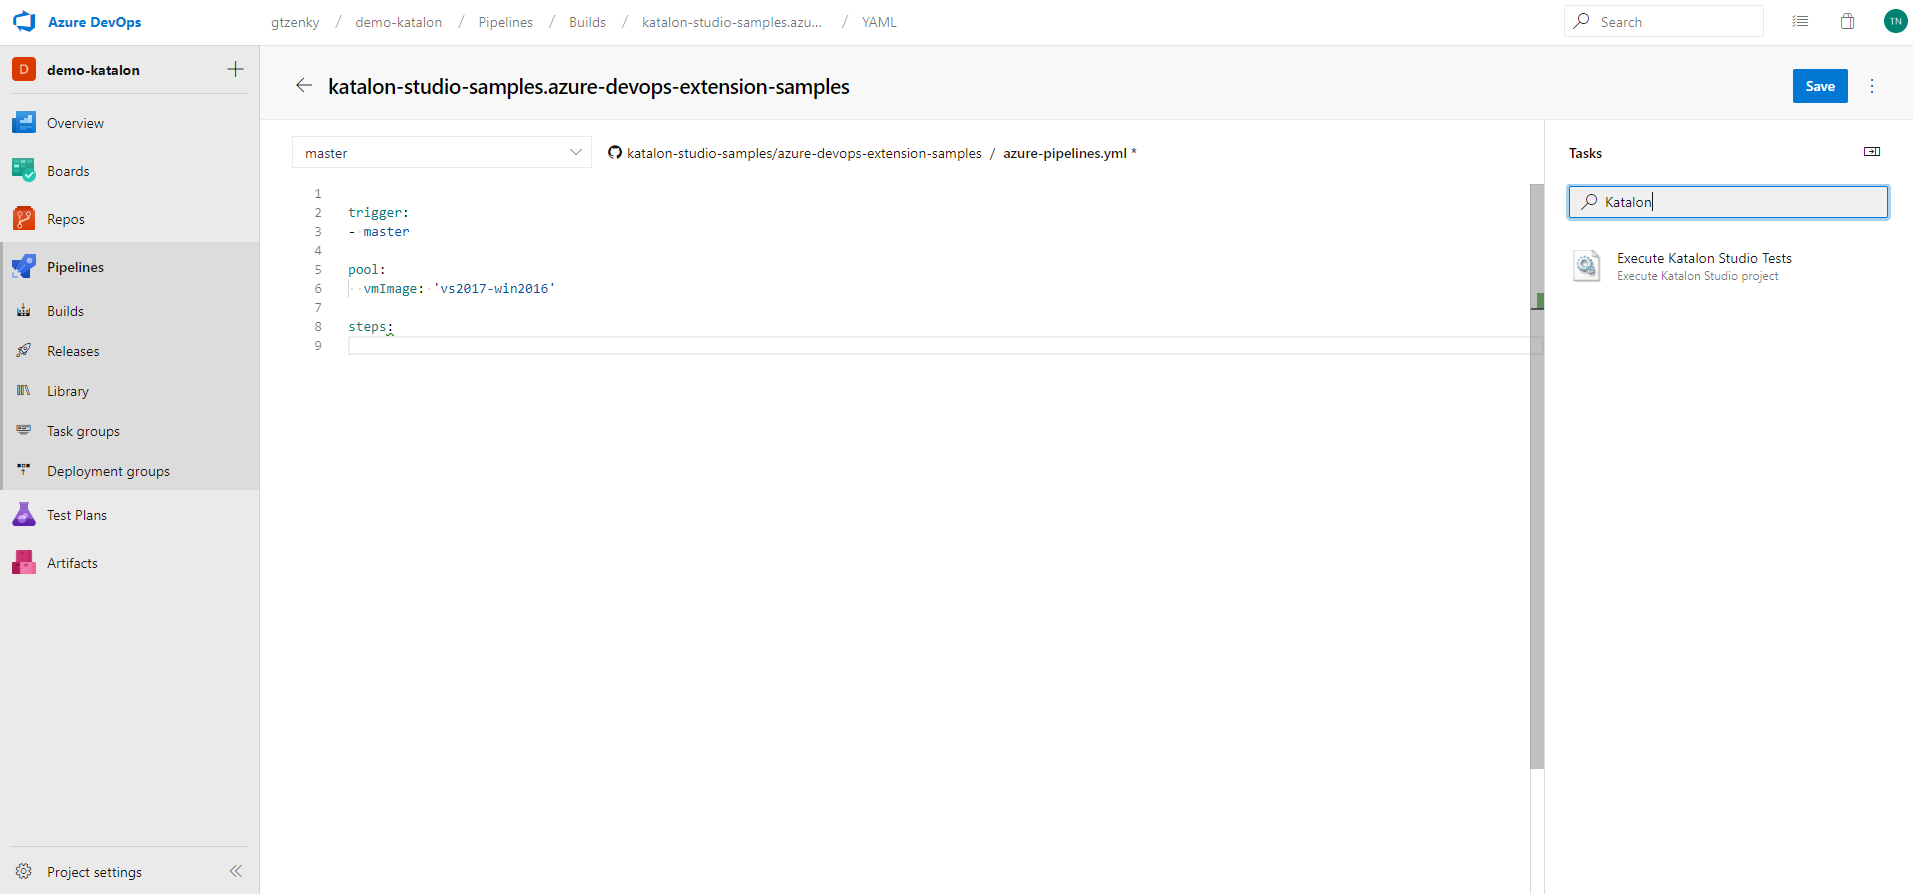 Azure DevOps
gtzenky / demo-katalon / Pipelines / Builds / katalon-studio-samples.azu... / YAML
Search
TN
D demo-katalon
Overview
Boards
Repos
Pipelines
Builds
Releases
Library
Task groups
Deployment groups
Test Plans
Artifacts
Project settings
katalon-studio-samples.azure-devops-extension-samples
Save
master
katalon-studio-samples/azure-devops-extension-samples / azure-pipelines.yml *
1
2 trigger:
3 - master
4
5 pool:
6 vmImage: 'vs2017-win2016'
7
8 steps:
9
Tasks
Katalon
Execute Katalon Studio Tests
Execute Katalon Studio project